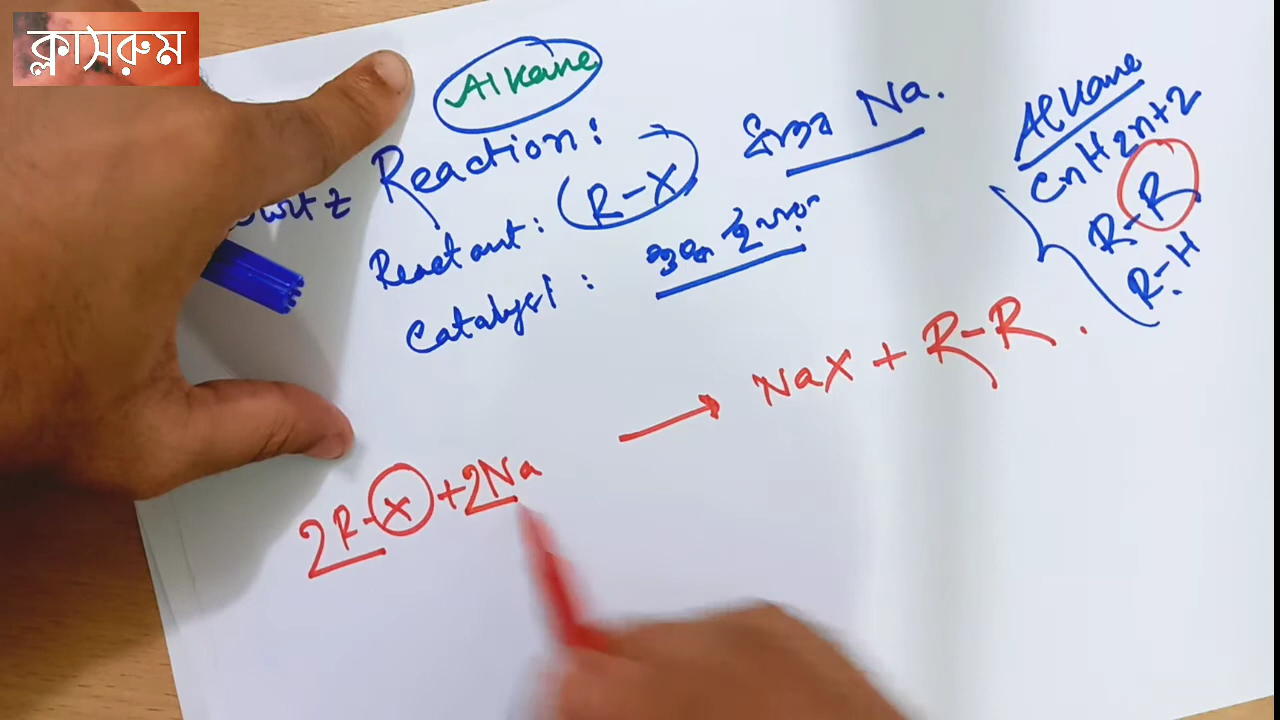 ক্লাসরুম
Alkane
Reaction:
Reactant: R-X Na.
Catalyst: শুষ্ক ইথার
Alkane
CnH2n+2
R-R
R-H
2R-X + 2Na → NaX + R-R.